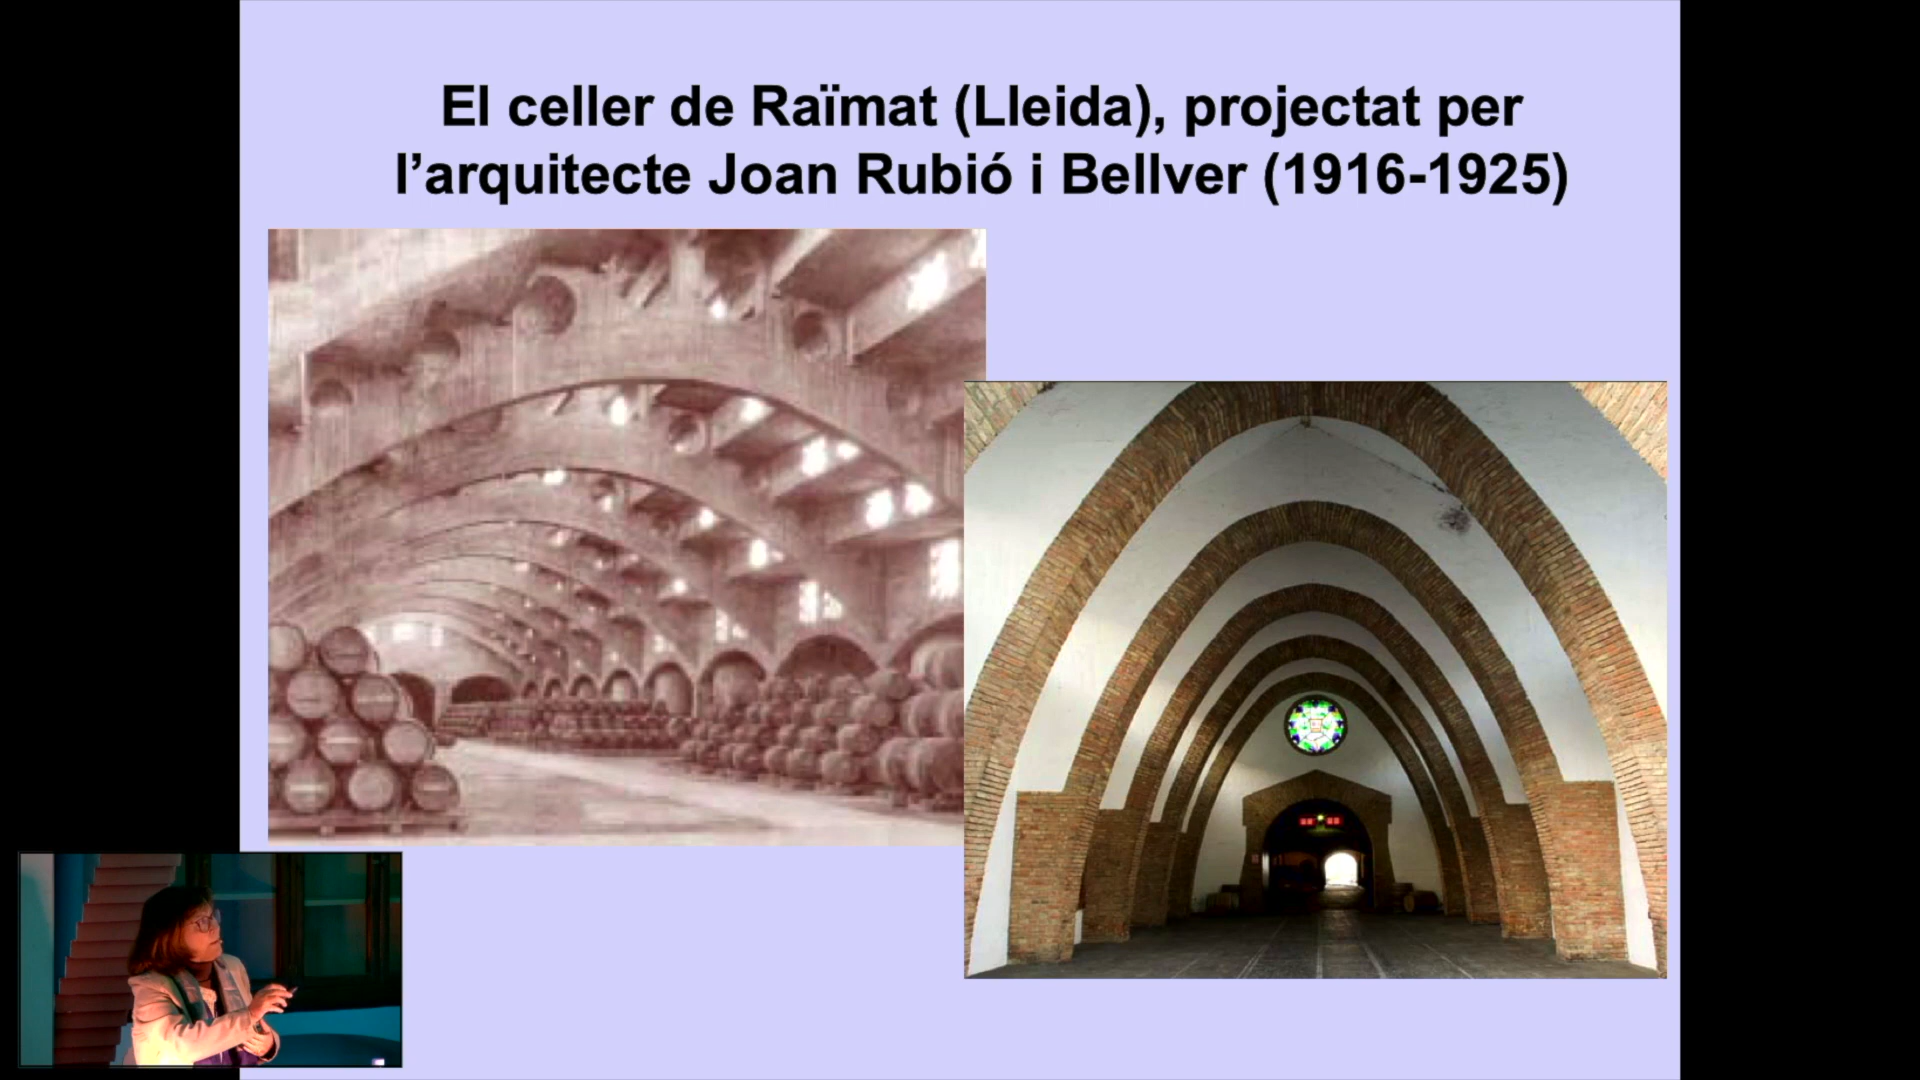 El celler de Raïmat (Lleida), projectat per
l’arquitecte Joan Rubió i Bellver (1916-1925)